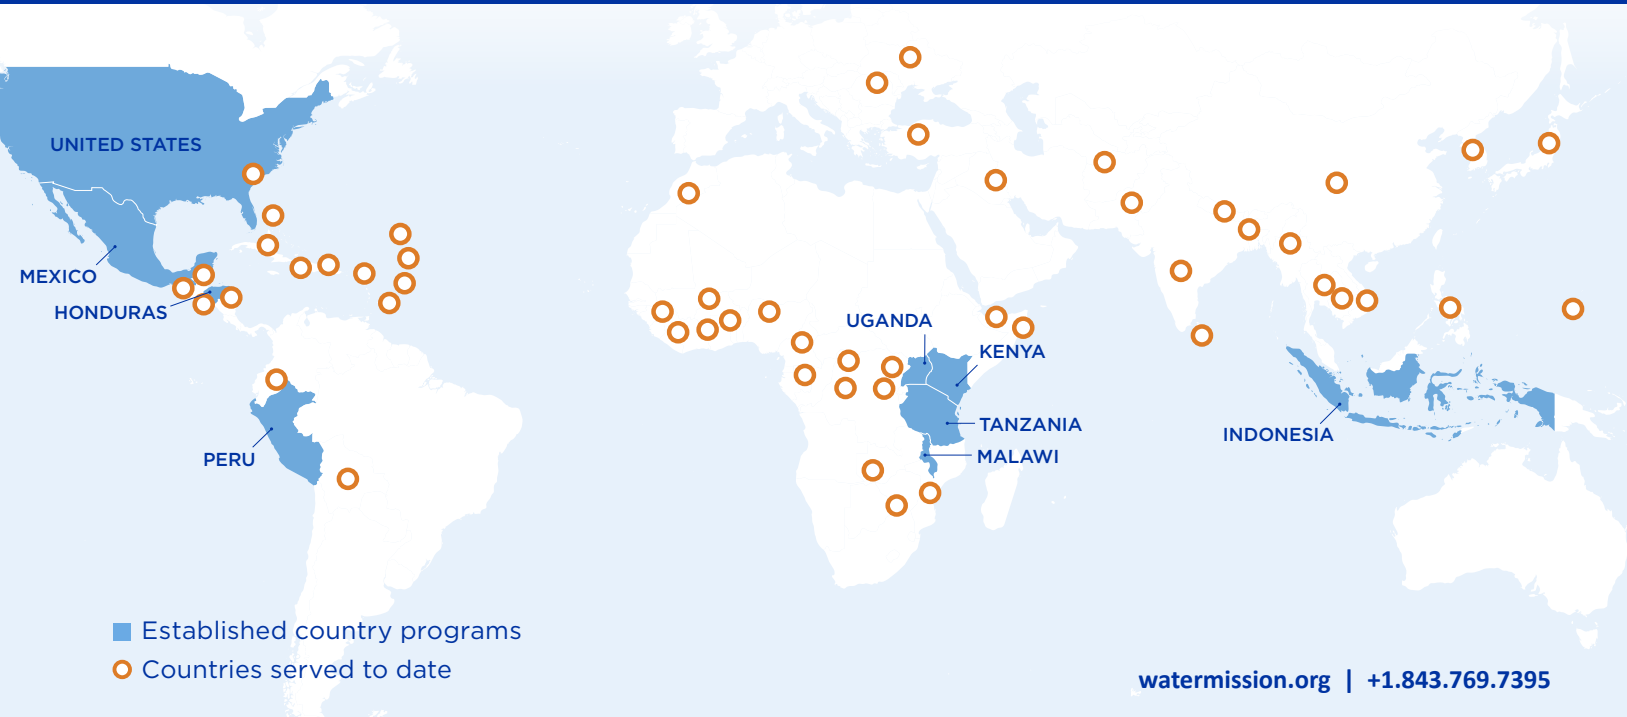 UNITED STATES
MEXICO
HONDURAS
PERU
UGANDA
KENYA
TANZANIA
MALAWI
INDONESIA
Established country programs
Countries served to date
watermission.org | +1.843.769.7395